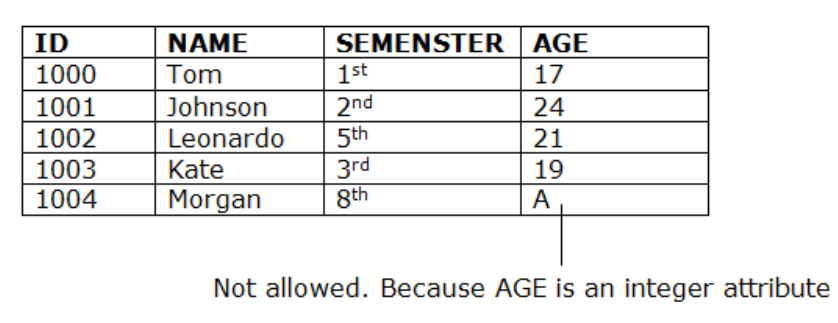 ID NAME SEMENSTER AGE
1000 Tom 1st 17
1001 Johnson 2nd 24
1002 Leonardo 5th 21
1003 Kate 3rd 19
1004 Morgan 8th A
Not allowed. Because AGE is an integer attribute